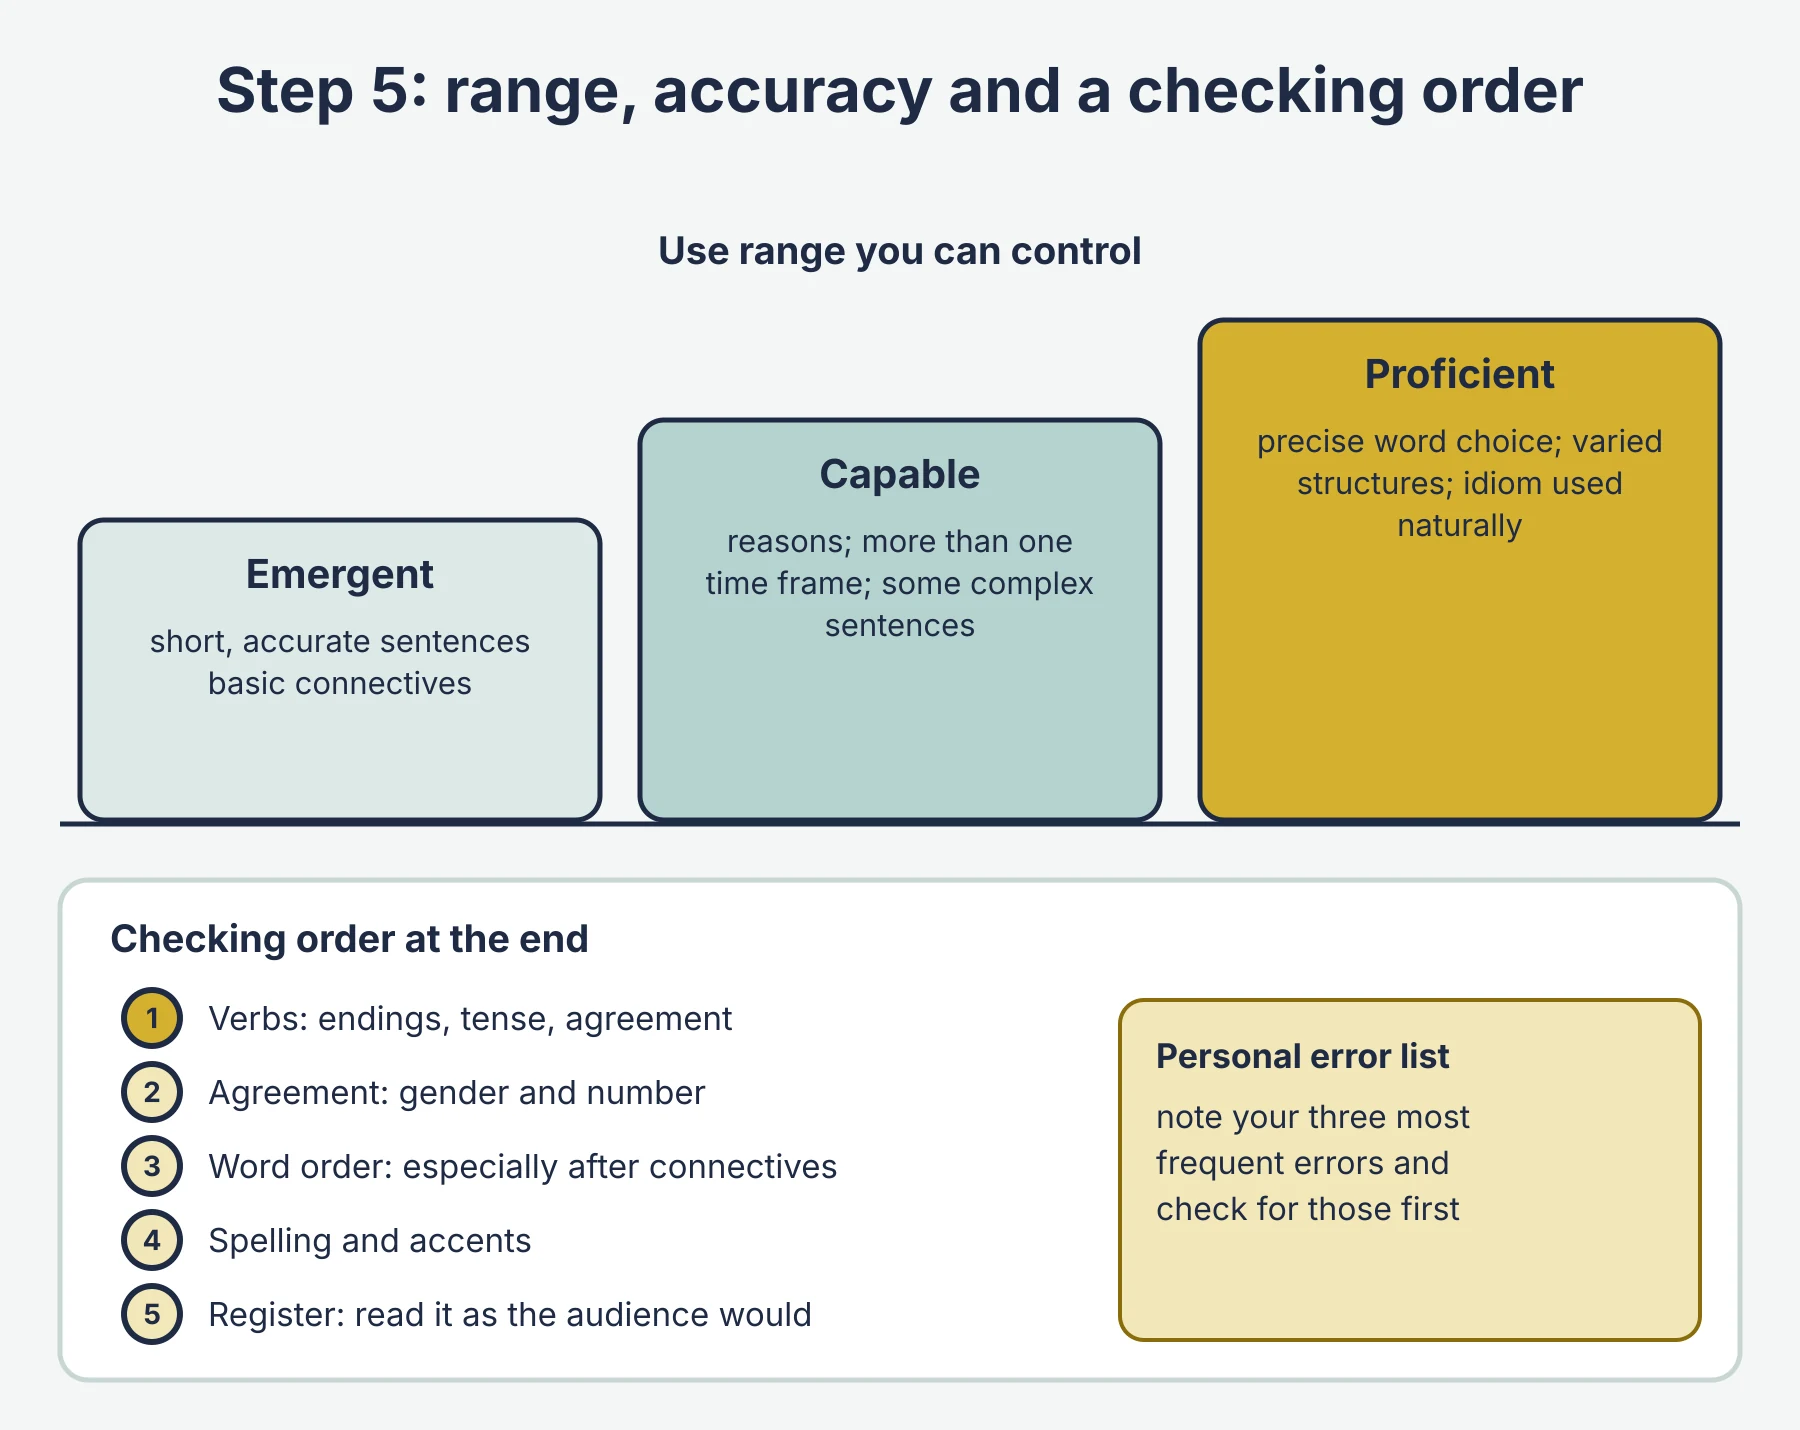 Step 5: range, accuracy and a checking order
Use range you can control
Emergent
short, accurate sentences
basic connectives
Capable
reasons; more than one
time frame; some complex
sentences
Proficient
precise word choice; varied
structures; idiom used
naturally
Checking order at the end
1 Verbs: endings, tense, agreement
2 Agreement: gender and number
3 Word order: especially after connectives
4 Spelling and accents
5 Register: read it as the audience would
Personal error list
note your three most
frequent errors and
check for those first